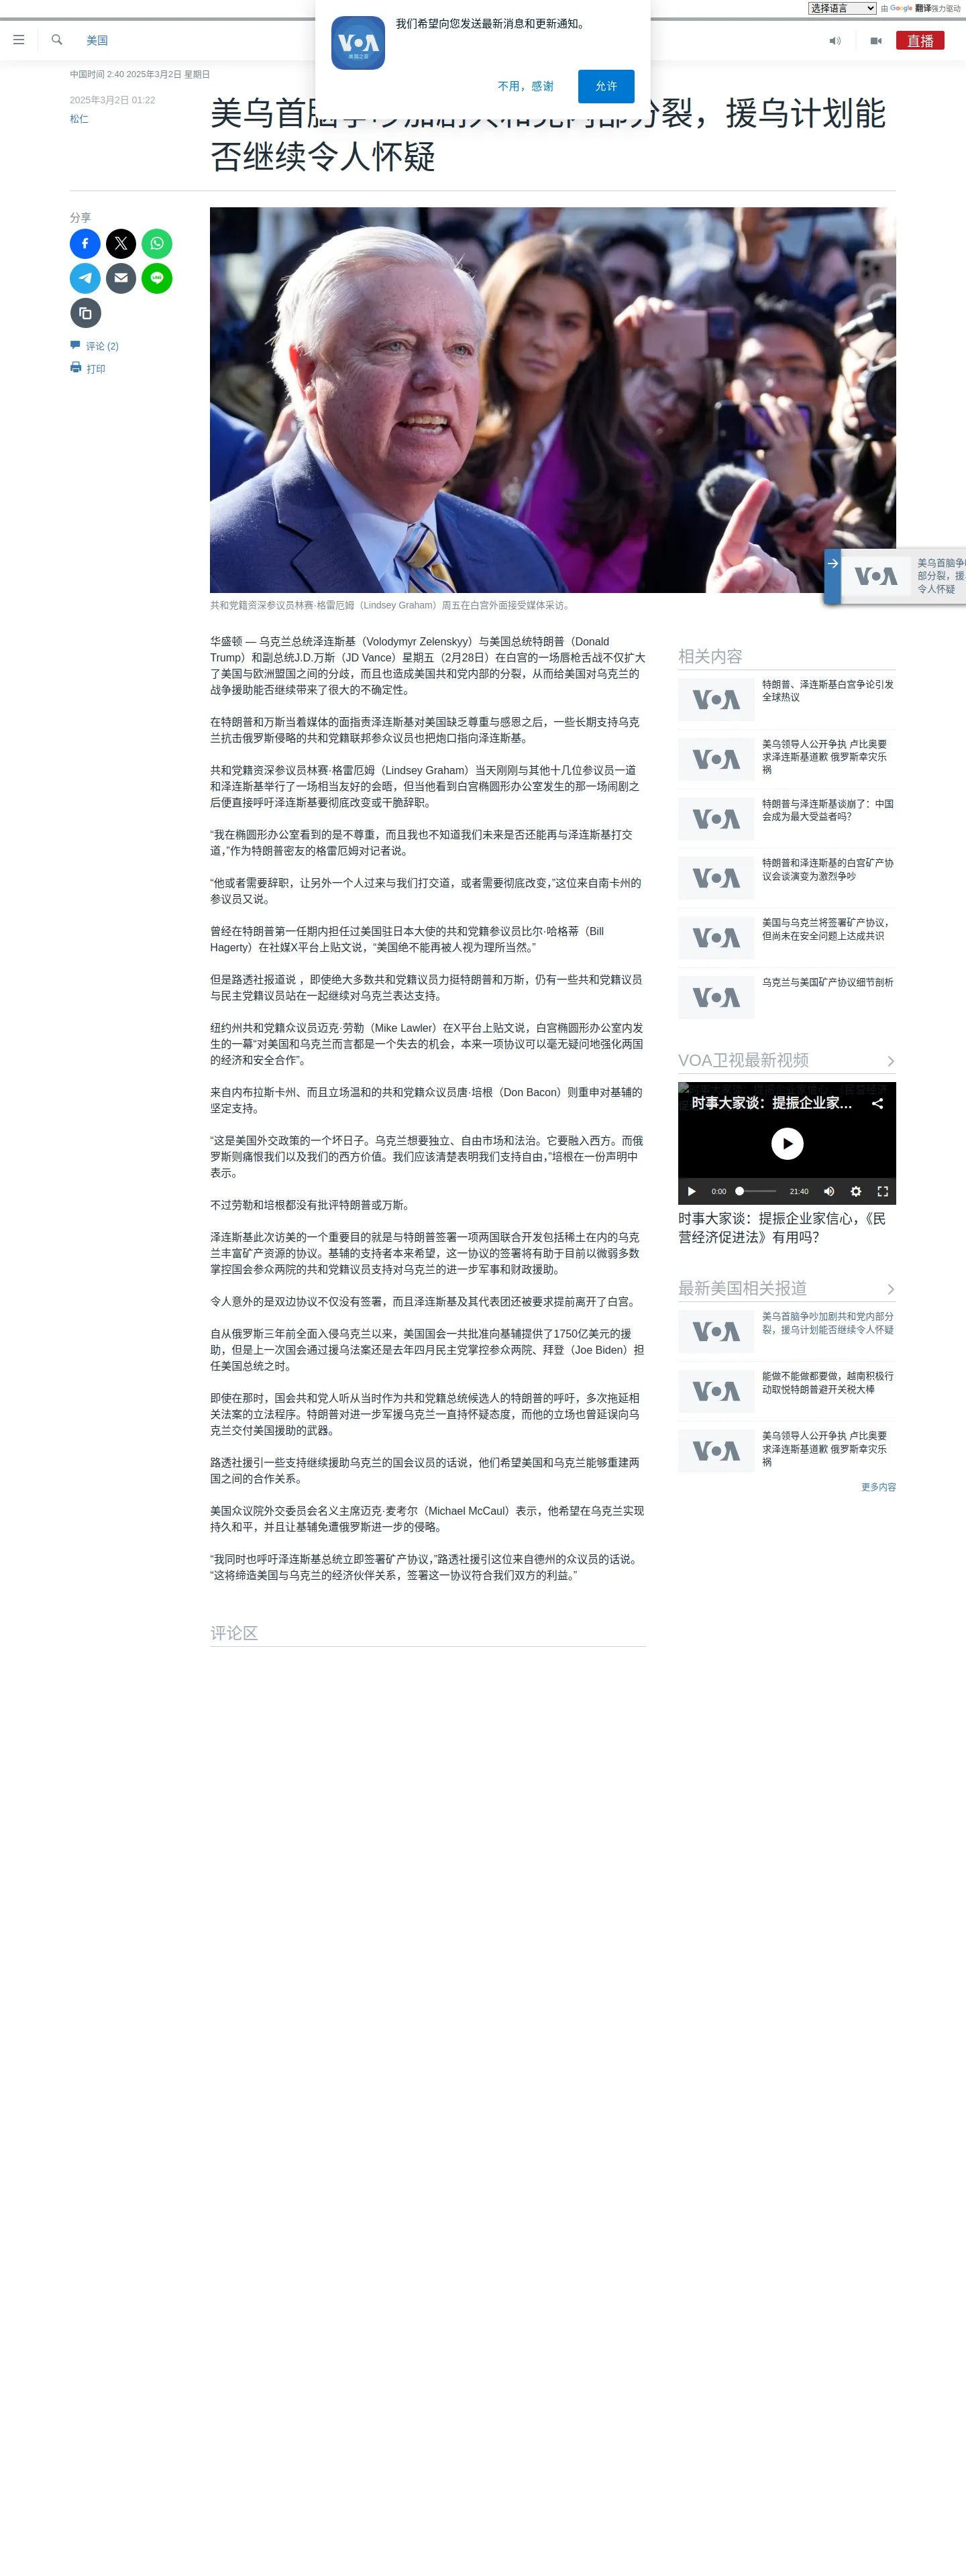 选择语言
由 Google 翻译强力驱动
我们希望向您发送最新消息和更新通知。
VOA
美国之音
不用，感谢
允许
美国
直播
中国时间 2:40 2025年3月2日 星期日
2025年3月2日 01:22
松仁
美乌首脑争吵加剧共和党内部分裂，援乌计划能
否继续令人怀疑
分享
LINE
评论 (2)
打印
共和党籍资深参议员林赛·格雷厄姆（Lindsey Graham）周五在白宫外面接受媒体采访。
VOA
美乌首脑争
部分裂，援
令人怀疑
华盛顿 — 乌克兰总统泽连斯基（Volodymyr Zelenskyy）与美国总统特朗普（Donald
Trump）和副总统J.D.万斯（JD Vance）星期五（2月28日）在白宫的一场唇枪舌战不仅扩大
了美国与欧洲盟国之间的分歧，而且也造成美国共和党内部的分裂，从而给美国对乌克兰的
战争援助能否继续带来了很大的不确定性。
在特朗普和万斯当着媒体的面指责泽连斯基对美国缺乏尊重与感恩之后，一些长期支持乌克
兰抗击俄罗斯侵略的共和党籍联邦参众议员也把炮口指向泽连斯基。
共和党籍资深参议员林赛·格雷厄姆（Lindsey Graham）当天刚刚与其他十几位参议员一道
和泽连斯基举行了一场相当友好的会晤，但当他看到白宫椭圆形办公室发生的那一场闹剧之
后便直接呼吁泽连斯基要彻底改变或干脆辞职。
“我在椭圆形办公室看到的是不尊重，而且我也不知道我们未来是否还能再与泽连斯基打交
道，”作为特朗普密友的格雷厄姆对记者说。
“他或者需要辞职，让另外一个人过来与我们打交道，或者需要彻底改变，”这位来自南卡州的
参议员又说。
曾经在特朗普第一任期内担任过美国驻日本大使的共和党籍参议员比尔·哈格蒂（Bill
Hagerty）在社媒X平台上贴文说，“美国绝不能再被人视为理所当然。”
但是路透社报道说 ，即使绝大多数共和党籍议员力挺特朗普和万斯，仍有一些共和党籍议员
与民主党籍议员站在一起继续对乌克兰表达支持。
纽约州共和党籍众议员迈克·劳勒（Mike Lawler）在X平台上贴文说，白宫椭圆形办公室内发
生的一幕“对美国和乌克兰而言都是一个失去的机会，本来一项协议可以毫无疑问地强化两国
的经济和安全合作”。
来自内布拉斯卡州、而且立场温和的共和党籍众议员唐·培根（Don Bacon）则重申对基辅的
坚定支持。
“这是美国外交政策的一个坏日子。乌克兰想要独立、自由市场和法治。它要融入西方。而俄
罗斯则痛恨我们以及我们的西方价值。我们应该清楚表明我们支持自由，”培根在一份声明中
表示。
不过劳勒和培根都没有批评特朗普或万斯。
泽连斯基此次访美的一个重要目的就是与特朗普签署一项两国联合开发包括稀土在内的乌克
兰丰富矿产资源的协议。基辅的支持者本来希望，这一协议的签署将有助于目前以微弱多数
掌控国会参众两院的共和党籍议员支持对乌克兰的进一步军事和财政援助。
令人意外的是双边协议不仅没有签署，而且泽连斯基及其代表团还被要求提前离开了白宫。
自从俄罗斯三年前全面入侵乌克兰以来，美国国会一共批准向基辅提供了1750亿美元的援
助，但是上一次国会通过援乌法案还是去年四月民主党掌控参众两院、拜登（Joe Biden）担
任美国总统之时。
即使在那时，国会共和党人听从当时作为共和党籍总统候选人的特朗普的呼吁，多次拖延相
关法案的立法程序。特朗普对进一步军援乌克兰一直持怀疑态度，而他的立场也曾延误向乌
克兰交付美国援助的武器。
路透社援引一些支持继续援助乌克兰的国会议员的话说，他们希望美国和乌克兰能够重建两
国之间的合作关系。
美国众议院外交委员会名义主席迈克·麦考尔（Michael McCaul）表示，他希望在乌克兰实现
持久和平，并且让基辅免遭俄罗斯进一步的侵略。
“我同时也呼吁泽连斯基总统立即签署矿产协议，”路透社援引这位来自德州的众议员的话说。
“这将缔造美国与乌克兰的经济伙伴关系，签署这一协议符合我们双方的利益。”
评论区
相关内容
VOA
特朗普、泽连斯基白宫争论引发
全球热议
VOA
美乌领导人公开争执 卢比奥要
求泽连斯基道歉 俄罗斯幸灾乐
祸
VOA
特朗普与泽连斯基谈崩了：中国
会成为最大受益者吗？
VOA
特朗普和泽连斯基的白宫矿产协
议会谈演变为激烈争吵
VOA
美国与乌克兰将签署矿产协议，
但尚未在安全问题上达成共识
VOA
乌克兰与美国矿产协议细节剖析
VOA卫视最新视频
时事大家谈：提振企业家...
0:00
21:40
时事大家谈：提振企业家信心，《民
营经济促进法》有用吗？
最新美国相关报道
VOA
美乌首脑争吵加剧共和党内部分
裂，援乌计划能否继续令人怀疑
VOA
能做不能做都要做，越南积极行
动取悦特朗普避开关税大棒
VOA
美乌领导人公开争执 卢比奥要
求泽连斯基道歉 俄罗斯幸灾乐
祸
更多内容